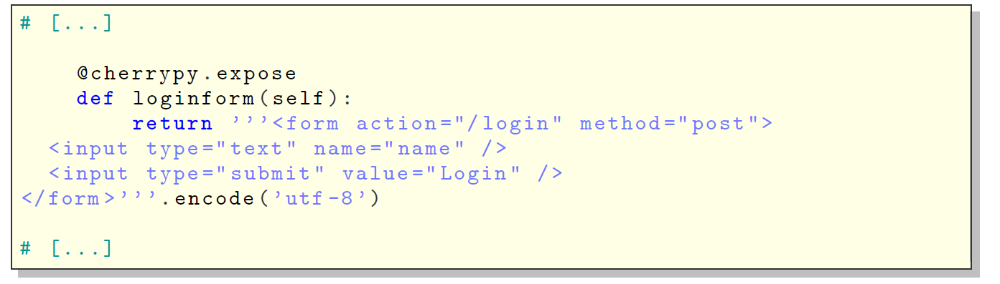 # [...]
@cherrypy.expose
def loginform(self):
return '''<form action="/login" method="post">
<input type="text" name="name" />
<input type="submit" value="Login" />
</form>'''.encode('utf-8')
# [...]